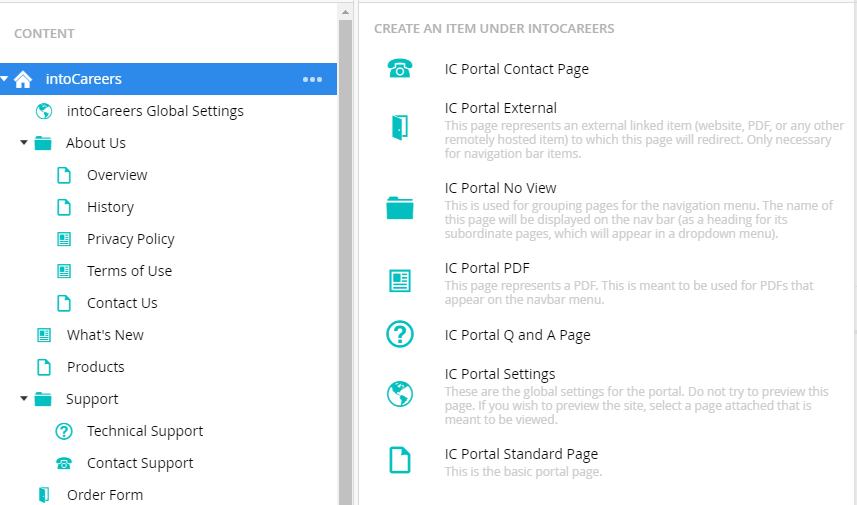 CONTENT
intoCareers
intoCareers Global Settings
About Us
Overview
History
Privacy Policy
Terms of Use
Contact Us
What's New
Products
Support
Technical Support
Contact Support
Order Form
CREATE AN ITEM UNDER INTOCAREERS
IC Portal Contact Page
IC Portal External
This page represents an external linked item (website, PDF, or any other
remotely hosted item) to which this page will redirect. Only necessary
for navigation bar items.
IC Portal No View
This is used for grouping pages for the navigation menu. The name of
this page will be displayed on the nav bar (as a heading for its
subordinate pages, which will appear in a dropdown menu).
IC Portal PDF
This page represents a PDF. This is meant to be used for PDFs that
appear on the navbar menu.
IC Portal Q and A Page
IC Portal Settings
These are the global settings for the portal. Do not try to preview this
page. If you wish to preview the site, select a page attached that is
meant to be viewed.
IC Portal Standard Page
This is the basic portal page.